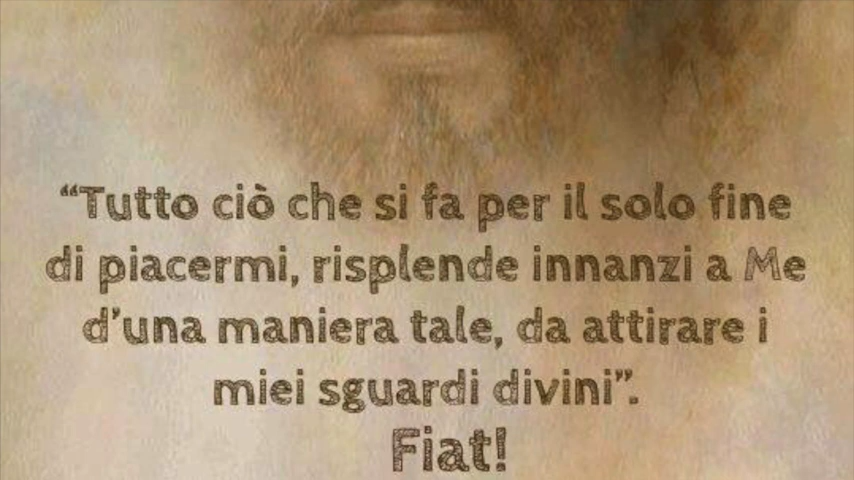 “Tutto ciò che si fa per il solo fine
di piacermi, risplende innanzi a Me
d’una maniera tale, da attirare i
miei sguardi divini”.
Fiat!